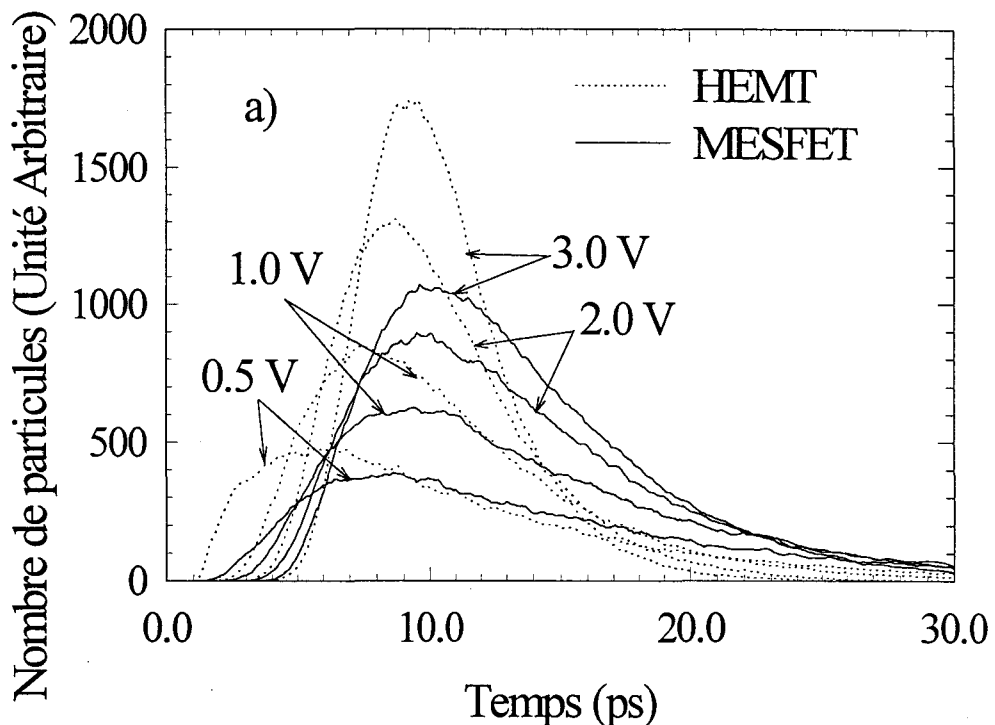 Nombre de particules (Unité Arbitraire)
2000
1500
1000
500
0
a)
HEMT
MESFET
3.0 V
1.0 V
2.0 V
0.5 V
0.0
10.0
20.0
30.0
Temps (ps)